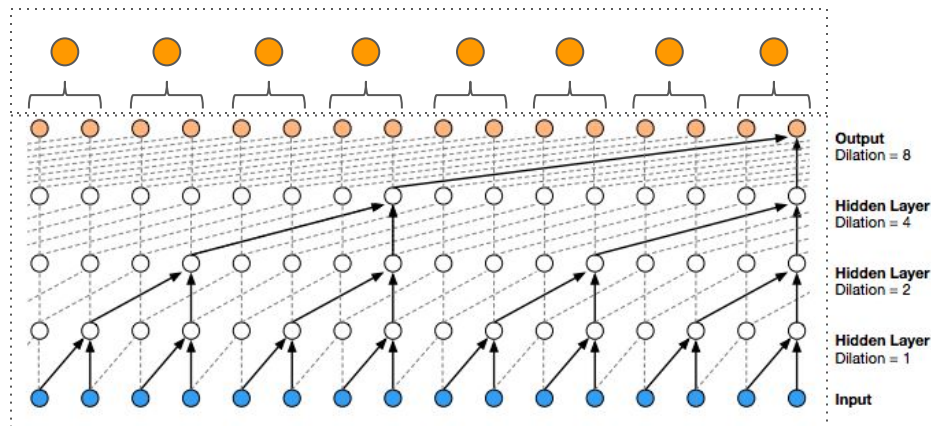 Output
Dilation = 8
Hidden Layer
Dilation = 4
Hidden Layer
Dilation = 2
Hidden Layer
Dilation = 1
Input